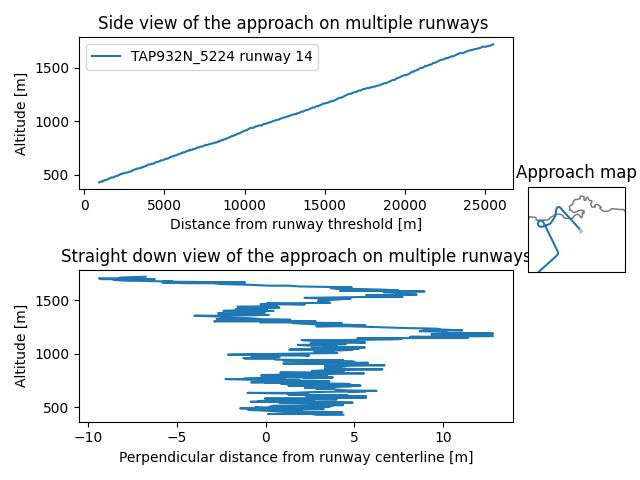 Side view of the approach on multiple runways
TAP932N_5224 runway 14
Altitude [m]
1500
1000
500
0
5000
10000
15000
20000
25000
Distance from runway threshold [m]
Approach map
Straight down view of the approach on multiple runways
Altitude [m]
1500
1000
500
−10
−5
0
5
10
Perpendicular distance from runway centerline [m]